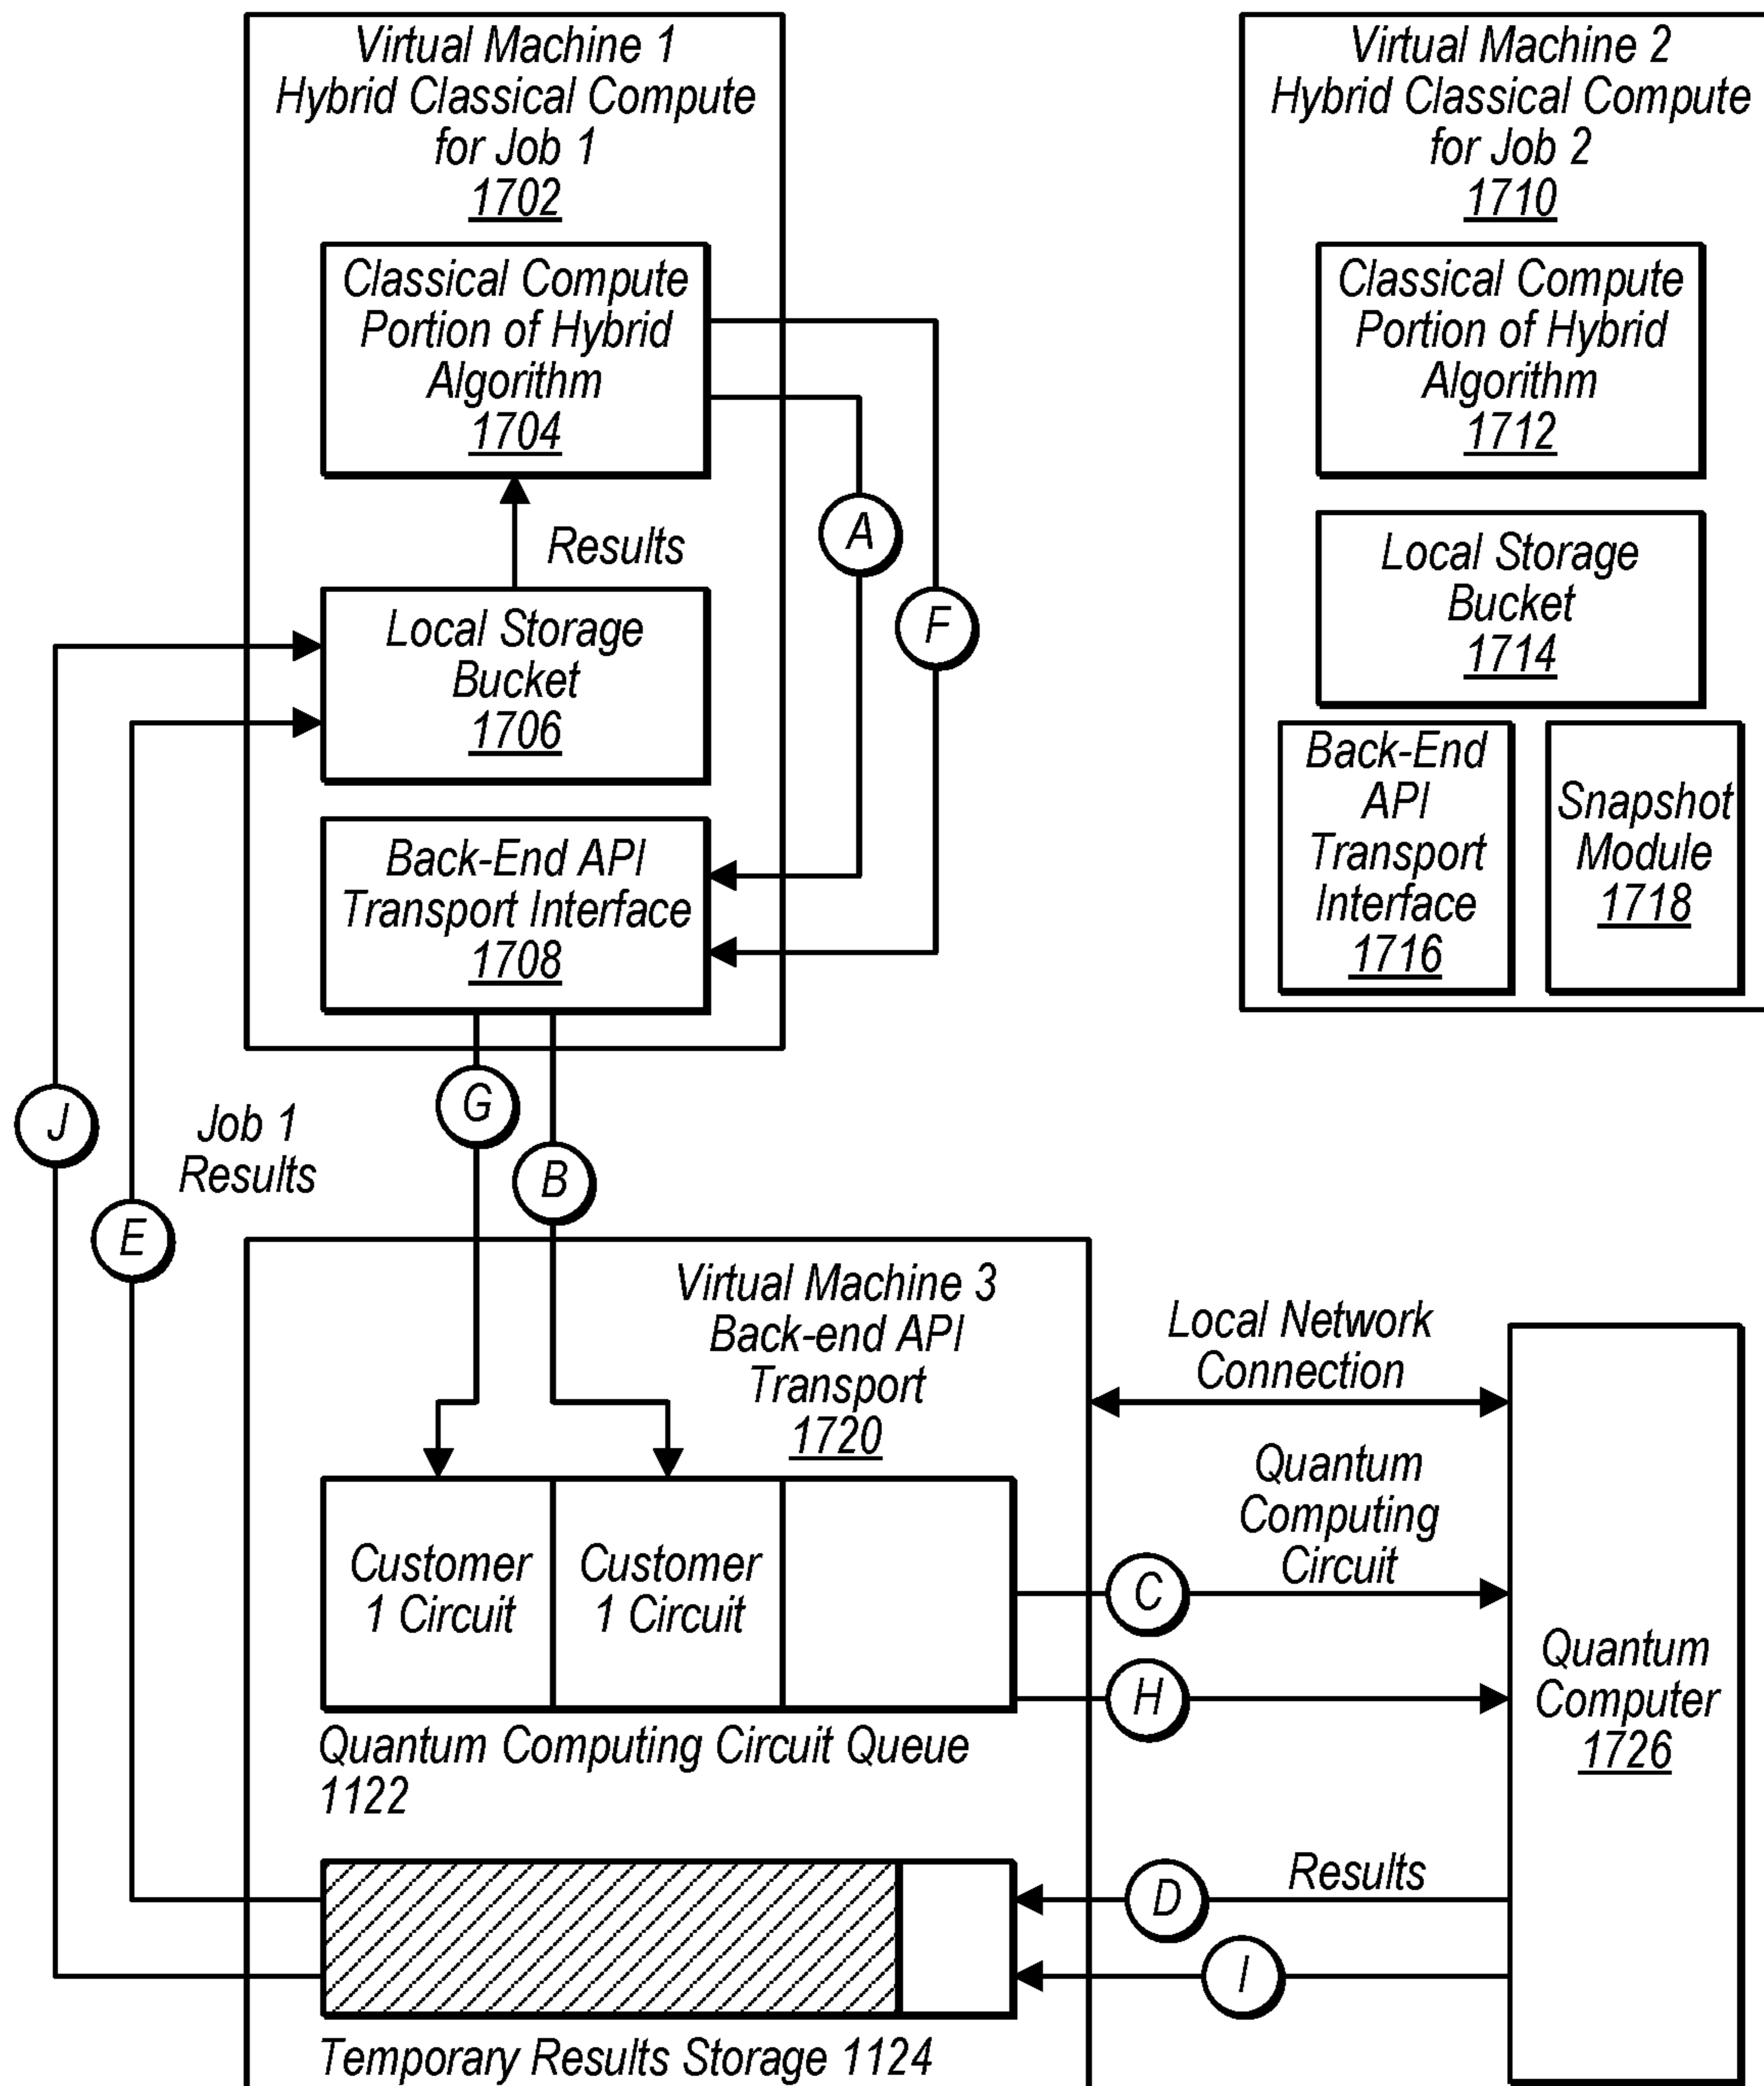 Virtual Machine 1
Hybrid Classical Compute
for Job 1
1702
Classical Compute
Portion of Hybrid
Algorithm
1704
Results
Local Storage
Bucket
1706
Back-End API
Transport Interface
1708
A
F
G
B
J
E
Job 1
Results
Virtual Machine 2
Hybrid Classical Compute
for Job 2
1710
Classical Compute
Portion of Hybrid
Algorithm
1712
Local Storage
Bucket
1714
Back-End
API
Transport
Interface
1716
Snapshot
Module
1718
Virtual Machine 3
Back-end API
Transport
1720
Customer
1 Circuit
Customer
1 Circuit
Quantum Computing Circuit Queue
1122
Temporary Results Storage 1124
Local Network
Connection
Quantum
Computing
Circuit
C
H
Results
D
I
Quantum
Computer
1726